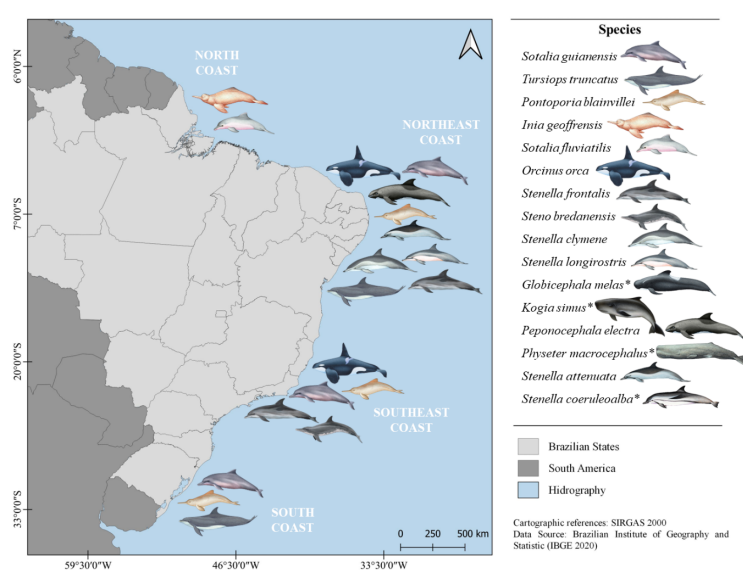 NORTH
COAST
NORTHEAST
COAST
SOUTHEAST
COAST
SOUTH
COAST
6°0'0"N
7°0'0"S
20°0'0"S
33°0'0"S
59°30'0"W
46°30'0"W
33°30'0"W
0 250 500 km
Species
Sotalia guianensis
Tursiops truncatus
Pontoporia blainvillei
Inia geoffrensis
Sotalia fluviatilis
Orcinus orca
Stenella frontalis
Steno bredanensis
Stenella clymene
Stenella longirostris
Globicephala melas*
Kogia simus*
Peponocephala electra
Physeter macrocephalus*
Stenella attenuata
Stenella coeruleoalba*
Brazilian States
South America
Hidrography
Cartographic references: SIRGAS 2000
Data Source: Brazilian Institute of Geography and
Statistic (IBGE 2020)